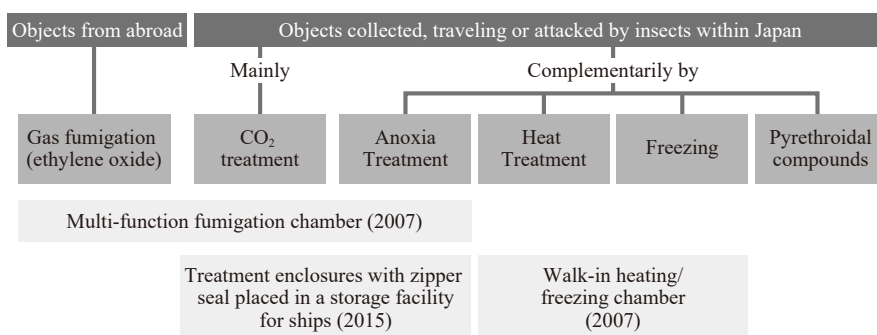 Objects from abroad
Objects collected, traveling or attacked by insects within Japan
Mainly
Complementarily by
Gas fumigation
(ethylene oxide)
CO₂
treatment
Anoxia
Treatment
Heat
Treatment
Freezing
Pyrethroidal
compounds
Multi-function fumigation chamber (2007)
Treatment enclosures with zipper
seal placed in a storage facility
for ships (2015)
Walk-in heating/
freezing chamber
(2007)